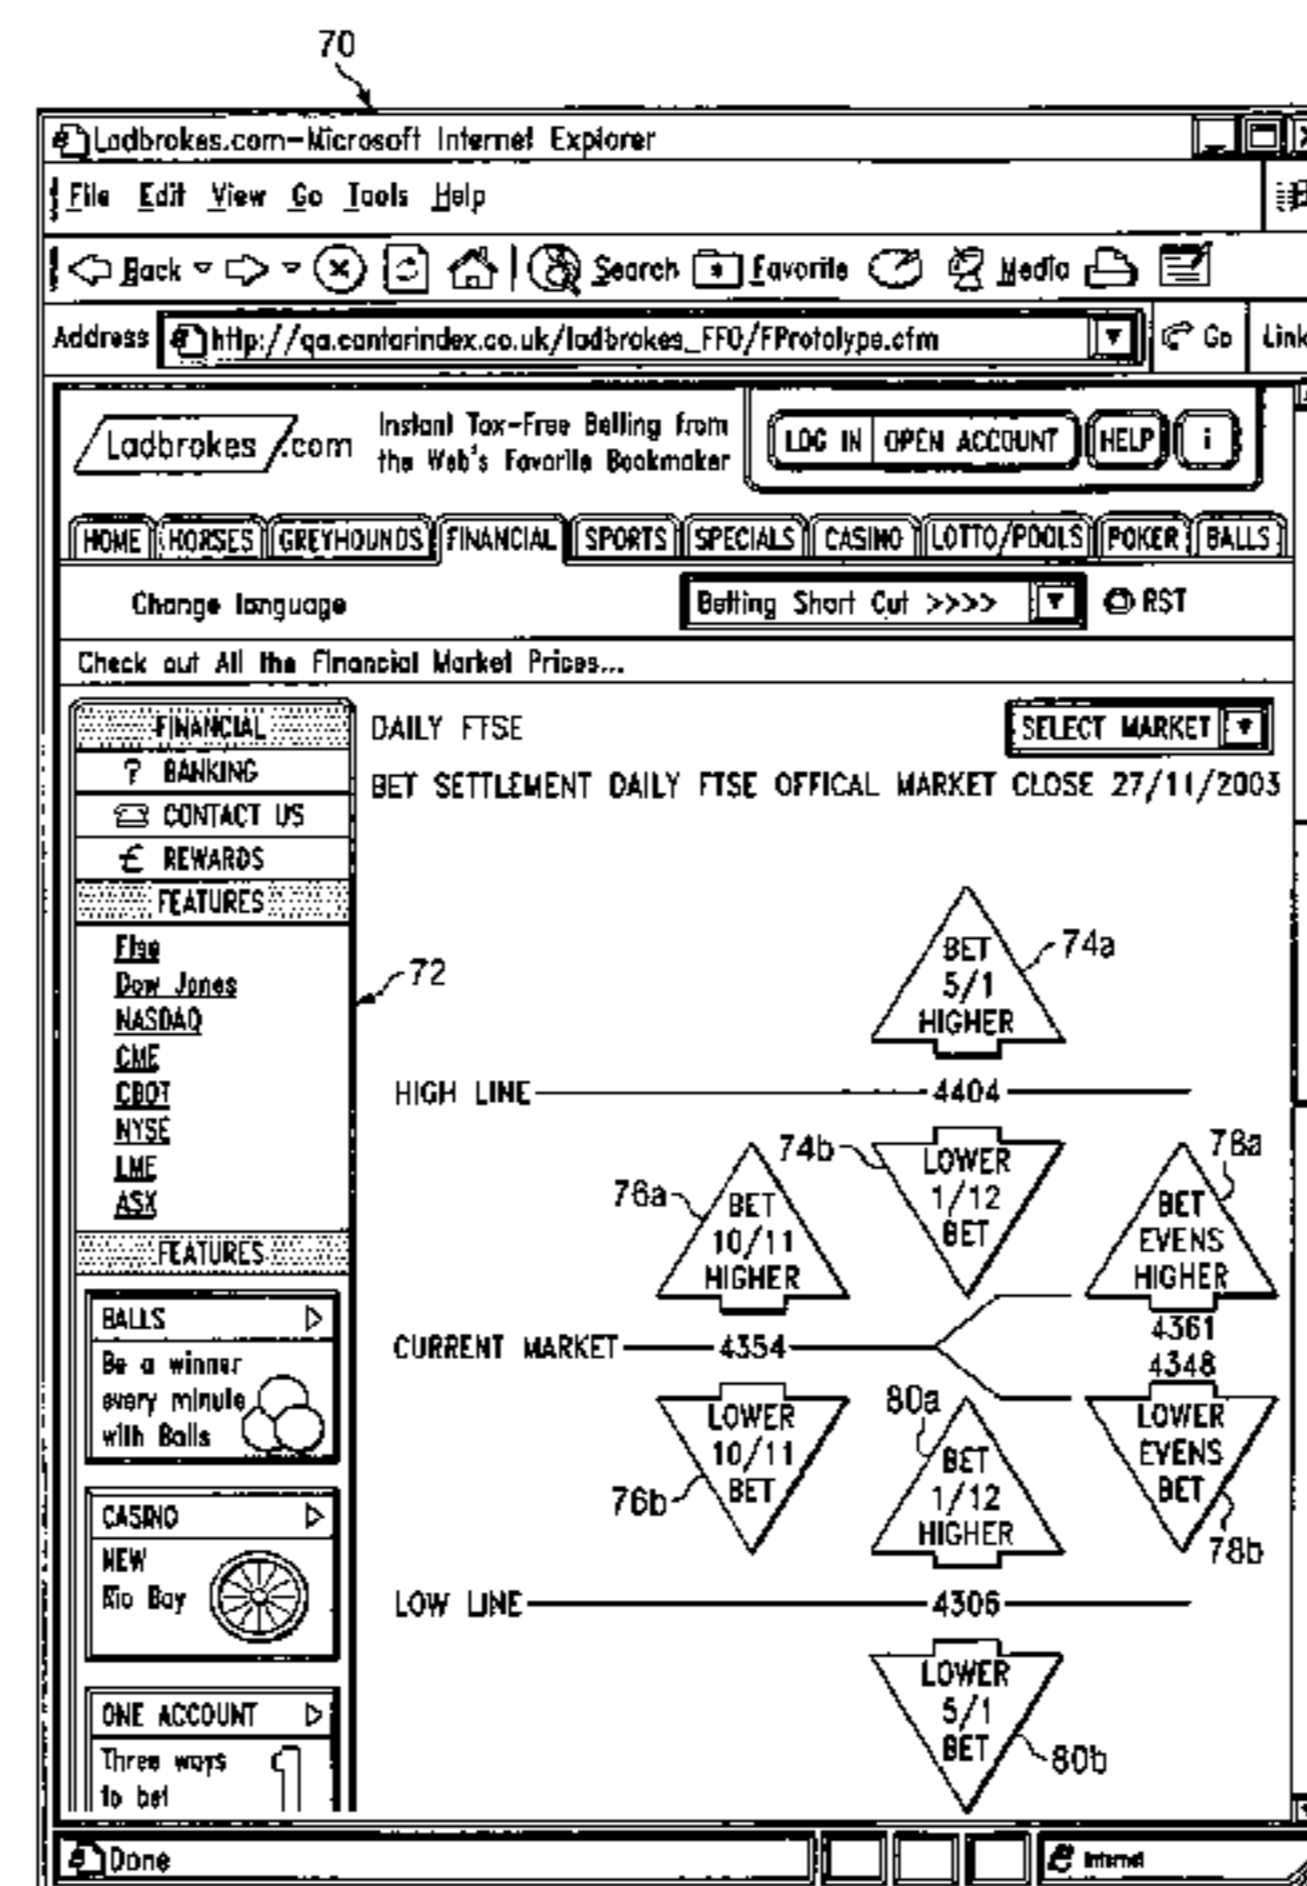 70
Ladbrokes.com-Microsoft Internet Explorer
File Edit View Go Tools Help
Back Search Favorite Media
Address http://qa.cantorindex.co.uk/ladbrokes_FFO/FPrototype.cfm Go Link
Ladbrokes.com
Instant Tax-Free Betting from
the Web's Favorite Bookmaker
LOG IN OPEN ACCOUNT HELP i
HOME HORSES GREYHOUNDS FINANCIAL SPORTS SPECIALS CASINO LOTTO/POOLS POKER BALLS
Change language Betting Short Cut >>>> RST
Check out All the Financial Market Prices...
FINANCIAL
? BANKING
CONTACT US
£ REWARDS
FEATURES
Ftse
Dow Jones
NASDAQ
CME
CBOT
NYSE
LME
ASX
FEATURES
BALLS
Be a winner
every minute
with Balls
CASINO
NEW
Rio Bay
ONE ACCOUNT
Three ways
to bet
1
72
DAILY FTSE SELECT MARKET
BET SETTLEMENT DAILY FTSE OFFICAL MARKET CLOSE 27/11/2003
BET
5/1
HIGHER
74a
HIGH LINE 4404
74b
LOWER
1/12
BET
76a
BET
10/11
HIGHER
78a
BET
EVENS
HIGHER
CURRENT MARKET 4354
4361
4348
LOWER
10/11
BET
76b
80a
BET
1/12
HIGHER
LOWER
EVENS
BET
78b
LOW LINE 4306
LOWER
5/1
BET
80b
Done Internet